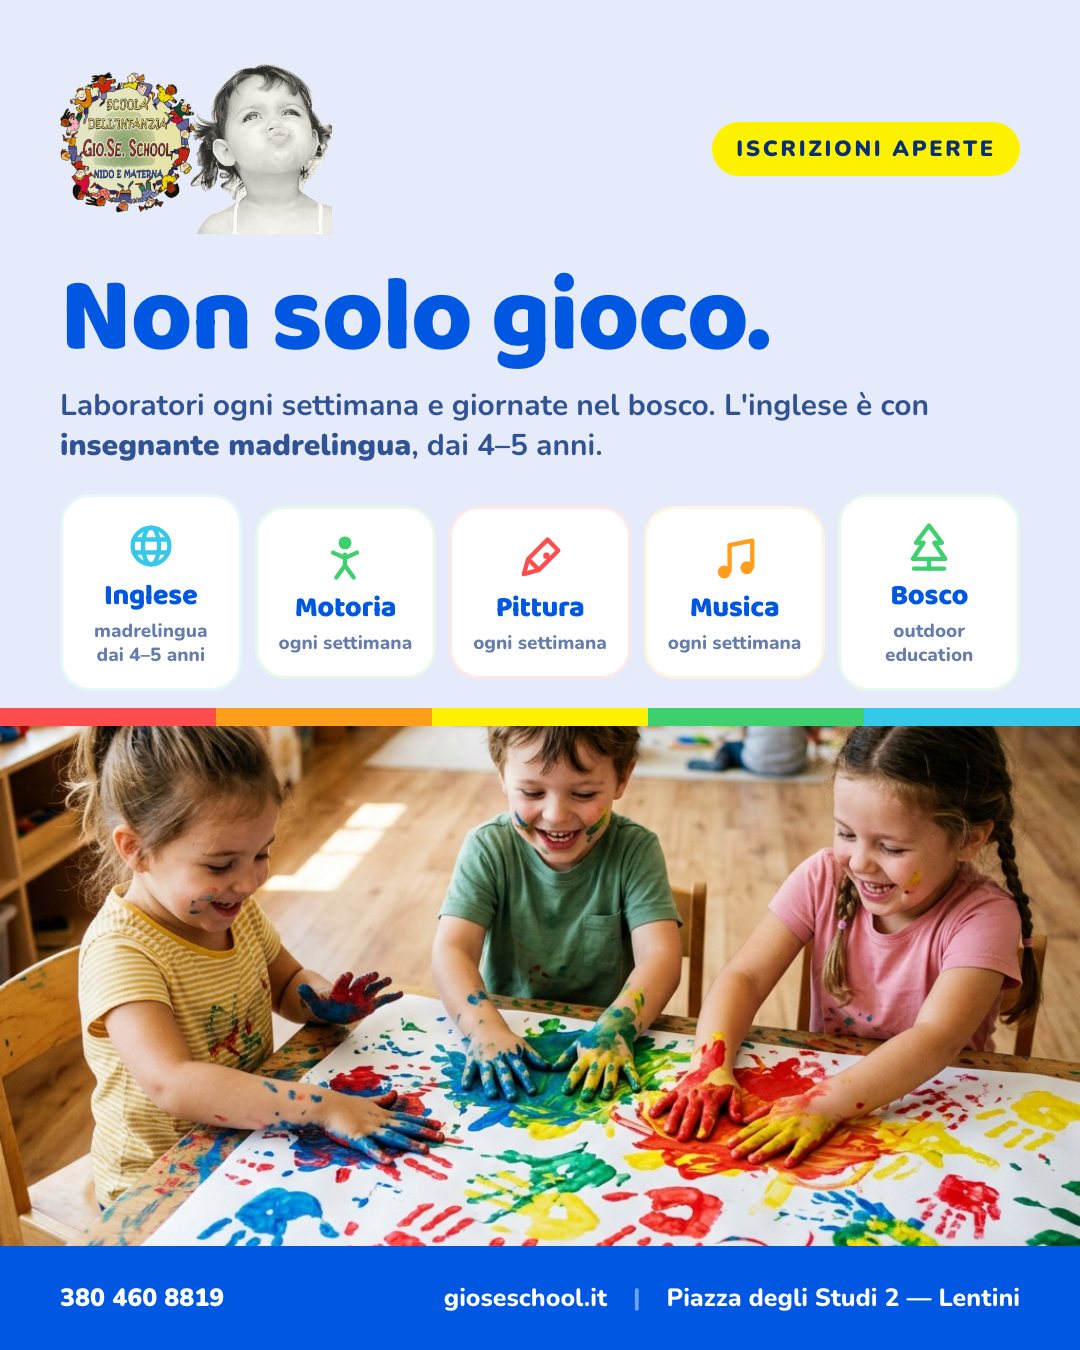 SCUOLA
DELL'INFANZIA
GIO.SE. SCHOOL
NIDO E MATERNA
ISCRIZIONI APERTE
Non solo gioco.
Laboratori ogni settimana e giornate nel bosco. L'inglese è con
insegnante madrelingua, dai 4–5 anni.
Inglese
madrelingua
dai 4–5 anni
Motoria
ogni settimana
Pittura
ogni settimana
Musica
ogni settimana
Bosco
outdoor
education
380 460 8819
gioseschool.it | Piazza degli Studi 2 — Lentini